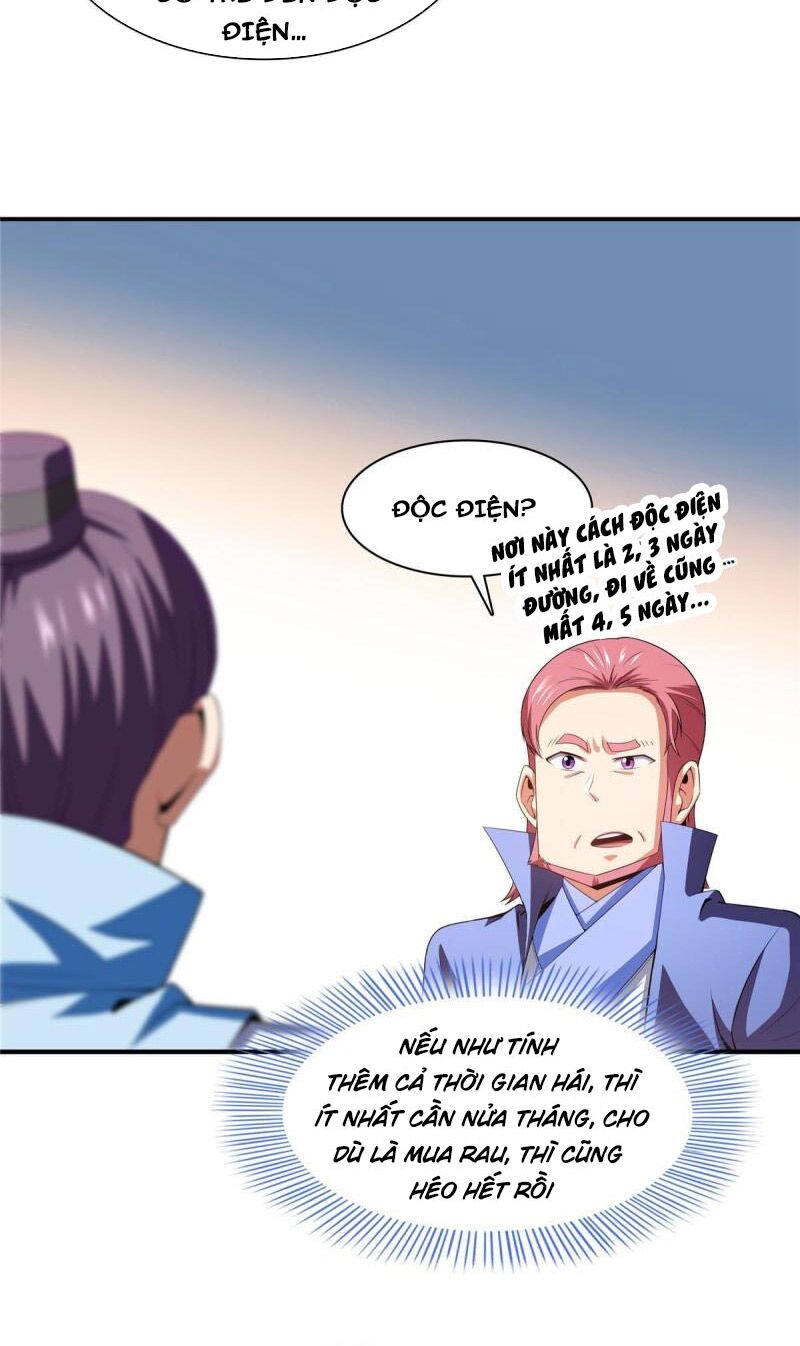 ĐIỆN...
ĐỘC ĐIỆN?
NƠI NÀY CÁCH ĐỘC ĐIỆN
ÍT NHẤT LÀ 2, 3 NGÀY
ĐƯỜNG, ĐI VỀ CŨNG ...
MẤT 4, 5 NGÀY...
NẾU NHƯ TÍNH
THÊM CẢ THỜI GIAN HÁI, THÌ
ÍT NHẤT CẦN NỬA THÁNG, CHO
DÙ LÀ MUA RAU, THÌ CŨNG
HÉO HẾT RỒI